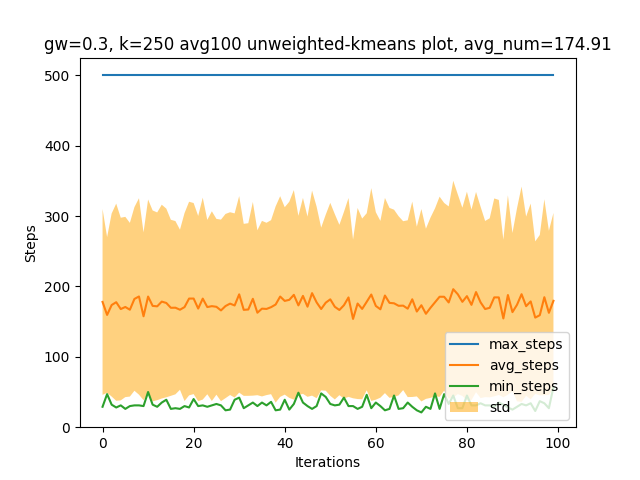 gw=0.3, k=250 avg100 unweighted-kmeans plot, avg_num=174.91
500
400
300
200
100
0
Steps
max_steps
avg_steps
min_steps
std
0 20 40 60 80 100
Iterations